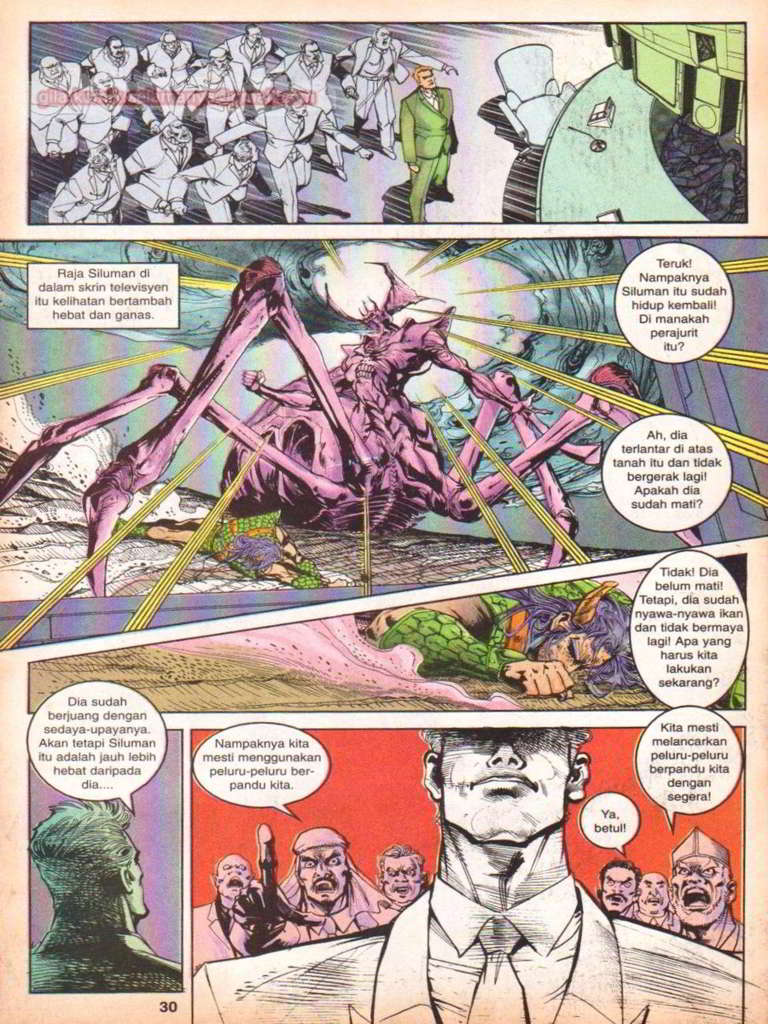 Raja Siluman di
dalam skrin televisyen
itu kelihatan bertambah
hebat dan ganas.
Teruk!
Nampaknya
Siluman itu sudah
hidup kembali!
Di manakah
perajurit
itu?
Ah, dia
terlantar di atas
tanah itu dan tidak
bergerak lagi!
Apakah dia
sudah mati?
Tidak! Dia
belum mati!
Tetapi, dia sudah
nyawa-nyawa ikan
dan tidak bermaya
lagi! Apa yang
harus kita
lakukan
sekarang?
Dia sudah
berjuang dengan
sedaya-upayanya.
Akan tetapi Siluman
itu adalah jauh lebih
hebat daripada
dia....
Nampaknya kita
mesti menggunakan
peluru-peluru ber-
pandu kita.
Ya,
betul!
Kita mesti
melancarkan
peluru-peluru
berpandu kita
dengan
segera!
30